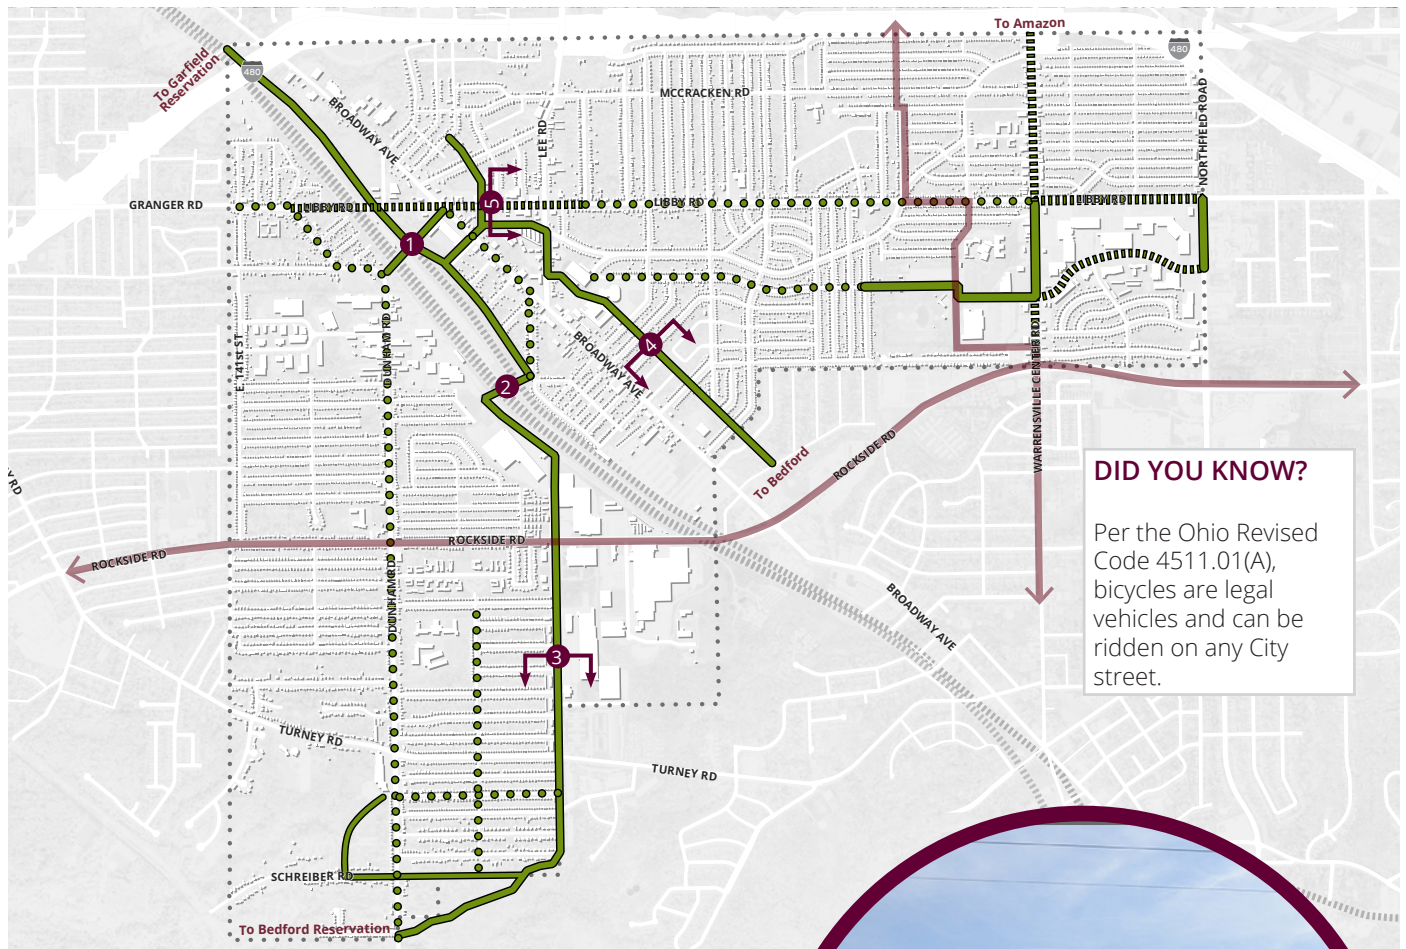 To Amazon
480
480
To Garfield
Reservation
BROADWAY AVE
MCCRACKEN RD
LEE RD
NORTHFIELD ROAD
GRANGER RD
LIBBY RD
5
LIBBY RD
LIBBY RD
1
DUNHAM RD
E. 141st ST
BROADWAY AVE
4
2
WARRENSVILLE CENTER RD
ROCKSIDE RD
To Bedford
Y RD
DID YOU KNOW?
Per the Ohio Revised
Code 4511.01(A),
bicycles are legal
vehicles and can be
ridden on any City
street.
ROCKSIDE RD
ROCKSIDE RD
DUNHAM RD
BROADWAY AVE
3
TURNEY RD
TURNEY RD
SCHREIBER RD
To Bedford Reservation